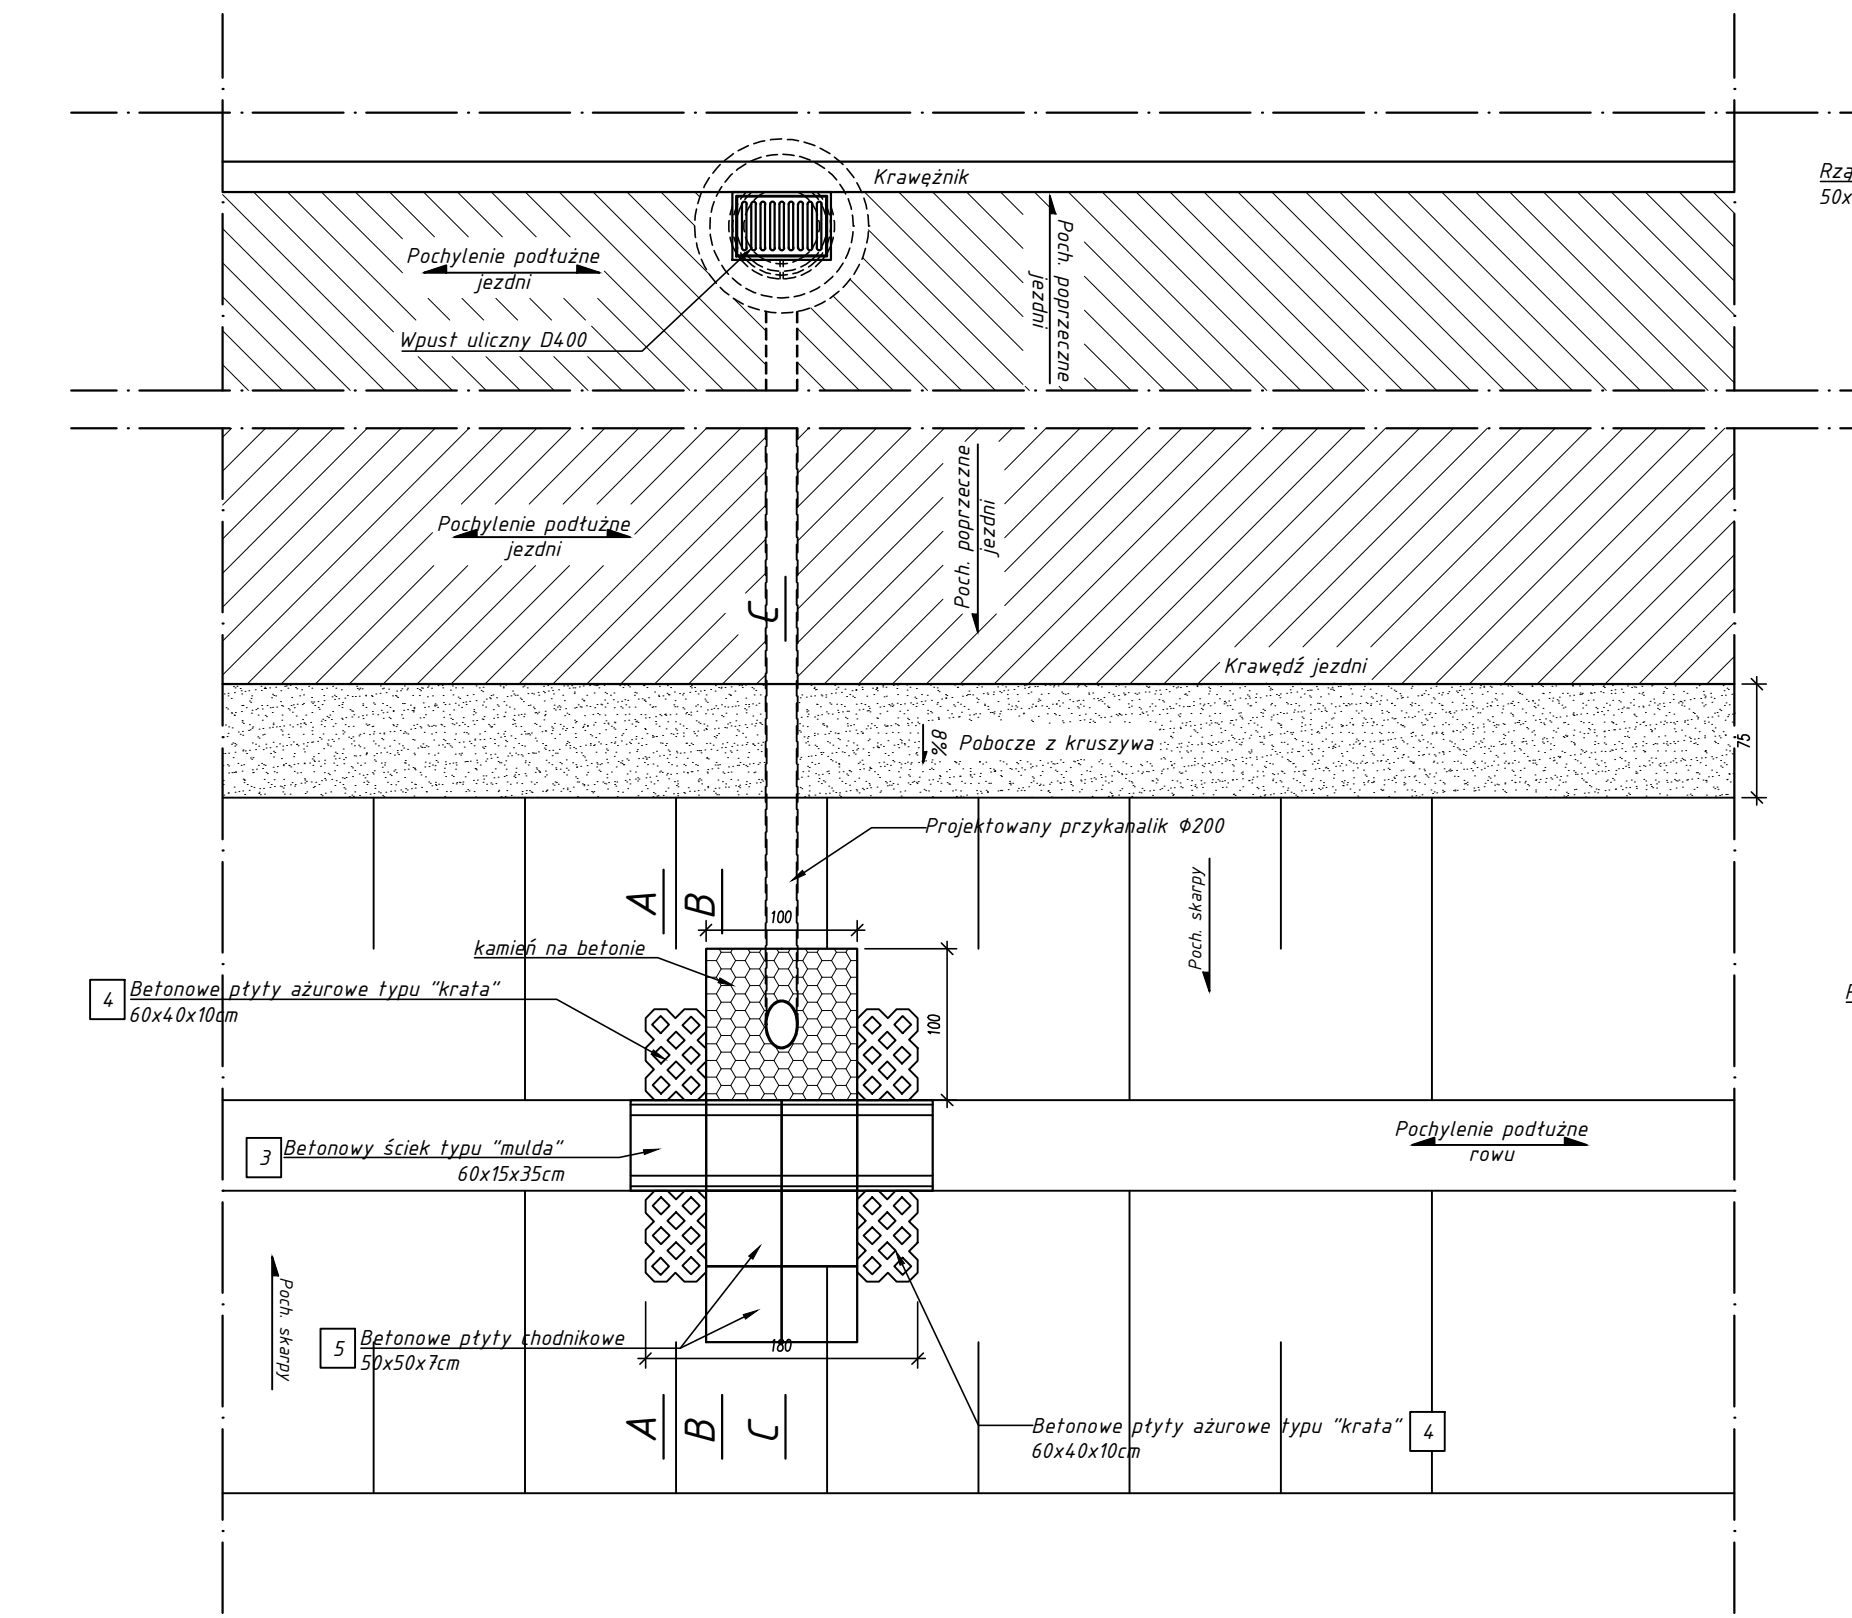 Krawężnik
Rzą
50x
Pochylenie podłużne
jezdni
Poch. poprzeczne
jezdni
Wpust uliczny D400
Poch. poprzeczne
jezdni
Pochylenie podłużne
jezdni
C
Krawędź jezdni
8%
Pobocze z kruszywa
75
Projektowany przykanalik Φ200
A
B
100
Poch. skarpy
kamień na betonie
4
Betonowe płyty ażurowe typu "krata"
60x40x10cm
100
3
Betonowy ściek typu "mulda"
60x15x35cm
Pochylenie podłużne
rowu
Poch. skarpy
5
Betonowe płyty chodnikowe
50x50x7cm
180
A
B
C
Betonowe płyty ażurowe typu "krata"
60x40x10cm
4